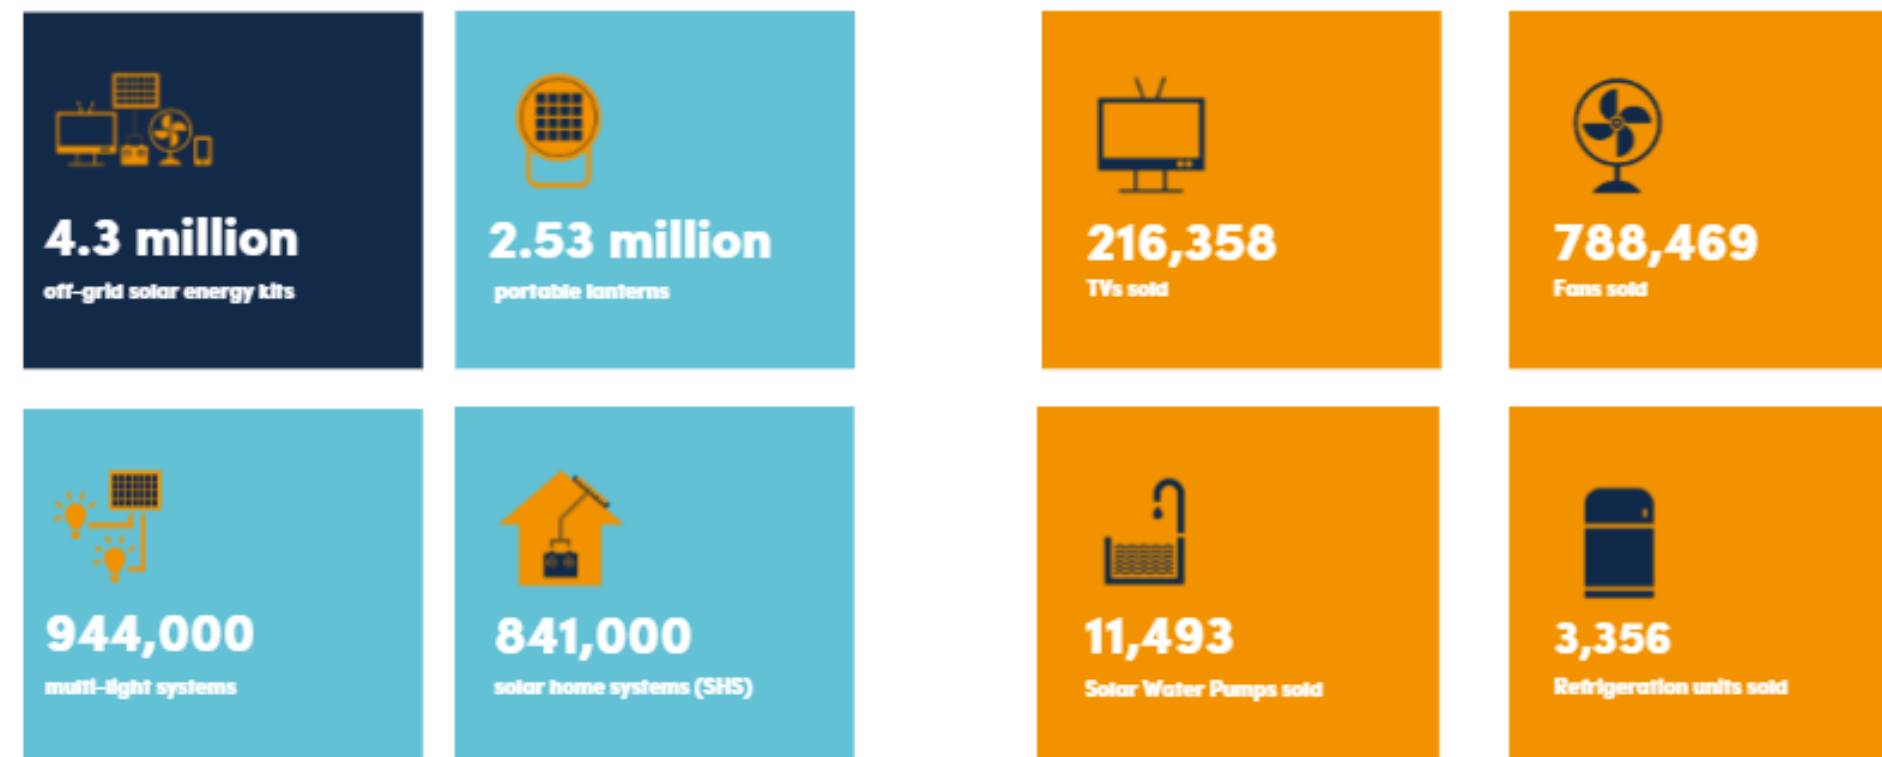 4.3 million
off-grid solar energy kits
2.53 million
portable lanterns
216,358
TVs sold
788,469
Fans sold
944,000
multi-light systems
841,000
solar home systems (SHS)
11,493
Solar Water Pumps sold
3,356
Refrigeration units sold